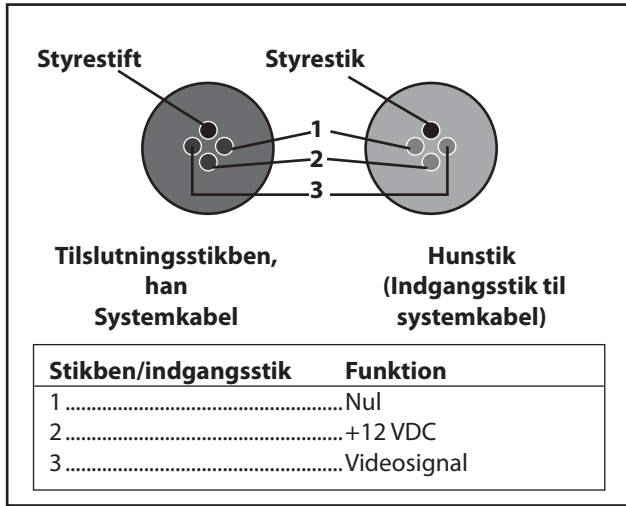 Styrestift
Styrestik
1
2
3
Tilslutningsstikben,
han
Systemkabel
Hunstik
(Indgangsstik til
systemkabel)
Stikben/indgangsstik Funktion
1 ..........................................................Nul
2 ..........................................................+12 VDC
3 ..........................................................Videosignal